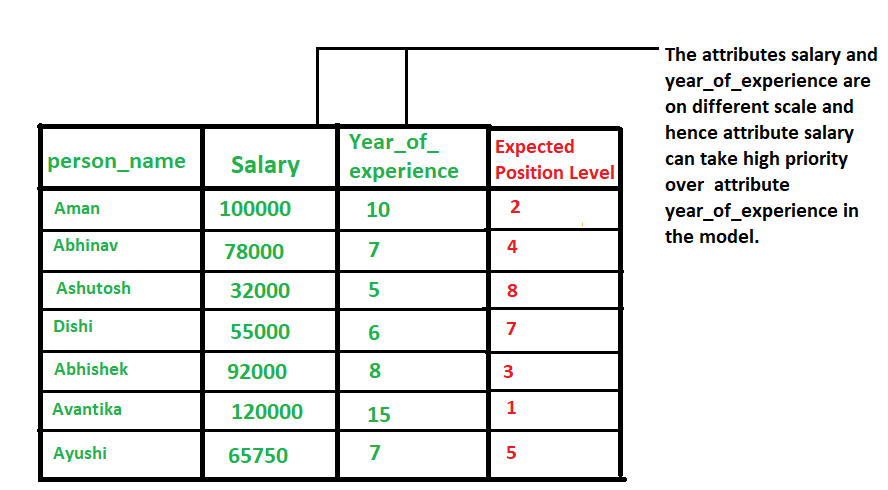 The attributes salary and
year_of_experience are
on different scale and
hence attribute salary
can take high priority
over attribute
year_of_experience in
the model.
person_name Salary Year_of_ experience Expected Position Level
Aman 100000 10 2
Abhinav 78000 7 4
Ashutosh 32000 5 8
Dishi 55000 6 7
Abhishek 92000 8 3
Avantika 120000 15 1
Ayushi 65750 7 5